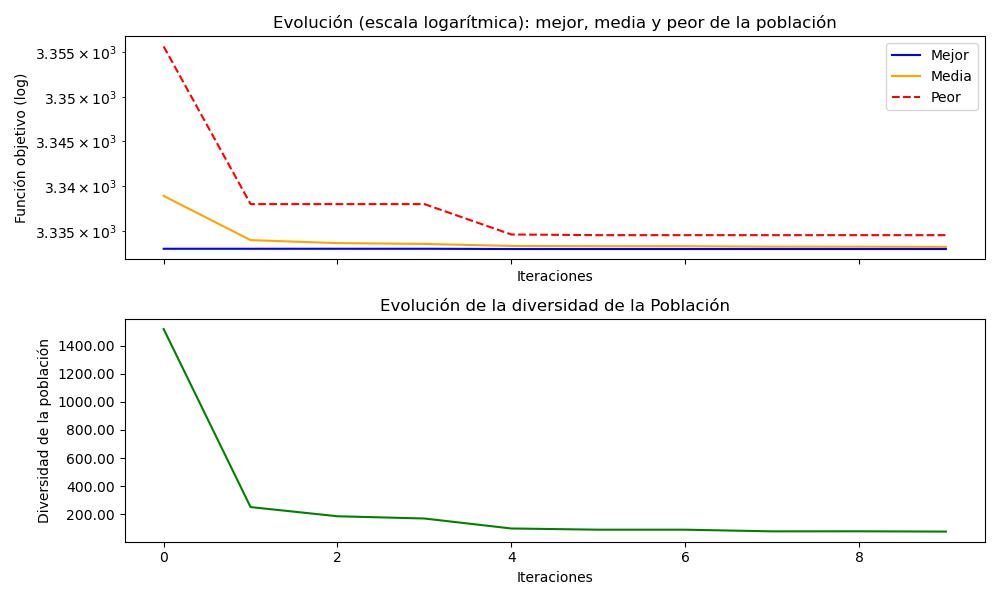 Evolución (escala logarítmica): mejor, media y peor de la población
Función objetivo (log)
3.355 × 10³
3.35 × 10³
3.345 × 10³
3.34 × 10³
3.335 × 10³
Mejor
Media
Peor
Iteraciones
Evolución de la diversidad de la Población
Diversidad de la población
1400.00
1200.00
1000.00
800.00
600.00
400.00
200.00
0 2 4 6 8
Iteraciones